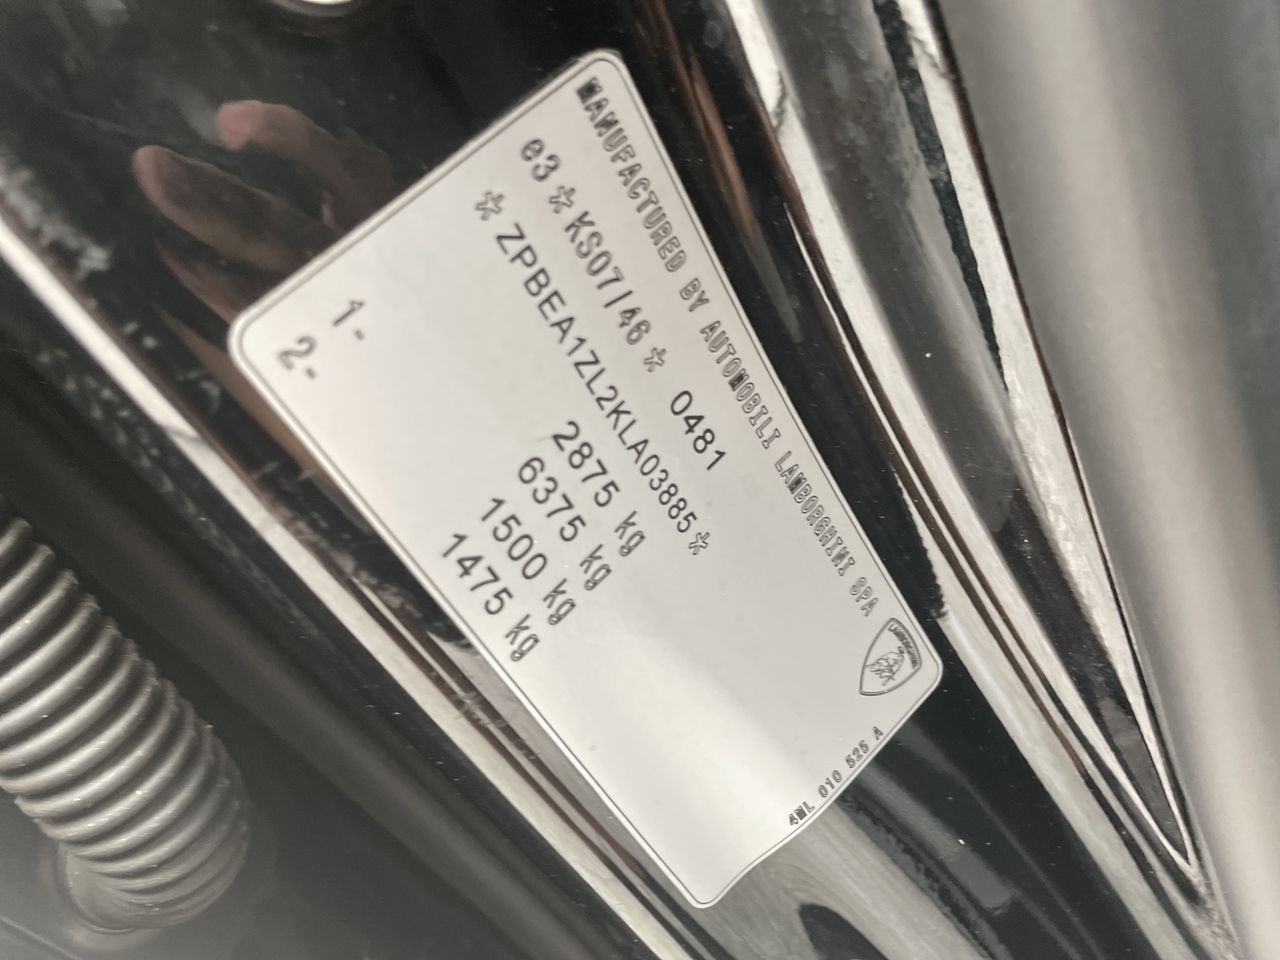 MANUFACTURED BY AUTOMOBILI LAMBORGHINI SPA
e3*KS07/46* 0481
*ZPBEA1ZL2KLA03885*
2875 kg
6375 kg
1- 1500 kg
2- 1475 kg
LAMBORGHINI
4ML 010 525 A